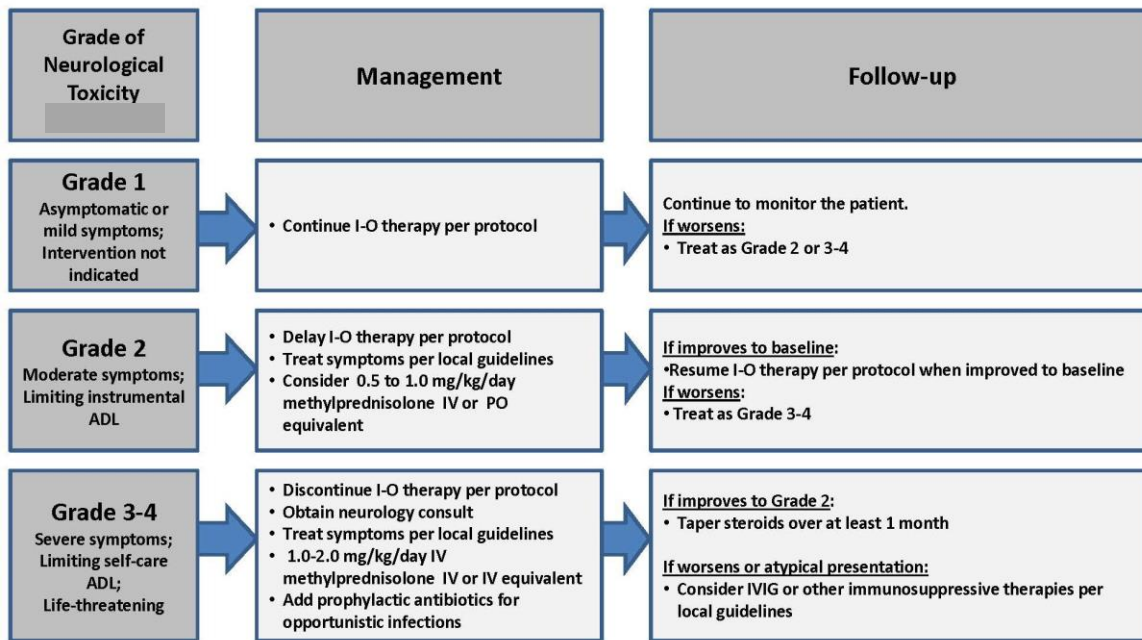 Grade of
Neurological
Toxicity
Management
Follow-up
Grade 1
Asymptomatic or
mild symptoms;
Intervention not
indicated
• Continue I-O therapy per protocol
Continue to monitor the patient.
If worsens:
• Treat as Grade 2 or 3-4
Grade 2
Moderate symptoms;
Limiting instrumental
ADL
• Delay I-O therapy per protocol
• Treat symptoms per local guidelines
• Consider 0.5 to 1.0 mg/kg/day
methylprednisolone IV or PO
equivalent
If improves to baseline:
•Resume I-O therapy per protocol when improved to baseline
If worsens:
• Treat as Grade 3-4
Grade 3-4
Severe symptoms;
Limiting self-care
ADL;
Life-threatening
• Discontinue I-O therapy per protocol
• Obtain neurology consult
• Treat symptoms per local guidelines
• 1.0-2.0 mg/kg/day IV
methylprednisolone IV or IV equivalent
• Add prophylactic antibiotics for
opportunistic infections
If improves to Grade 2:
• Taper steroids over at least 1 month
If worsens or atypical presentation:
• Consider IVIG or other immunosuppressive therapies per
local guidelines